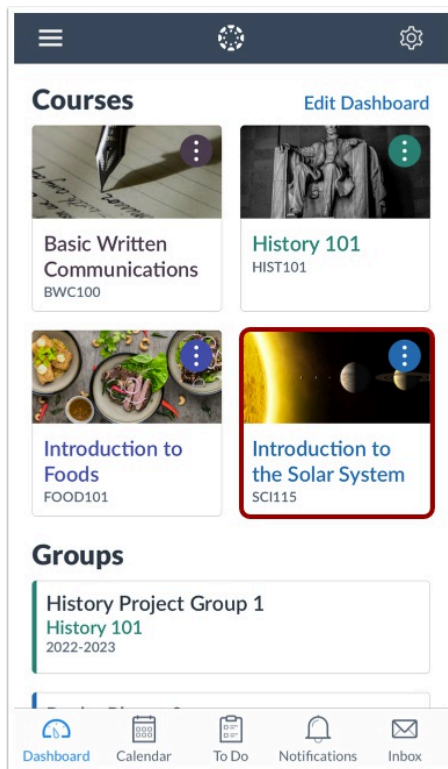 Courses
Edit Dashboard
Basic Written
Communications
BWC100
History 101
HIST101
Introduction to
Foods
FOOD101
Introduction to
the Solar System
SCI115
Groups
History Project Group 1
History 101
2022-2023
Dashboard
Calendar
To Do
Notifications
Inbox